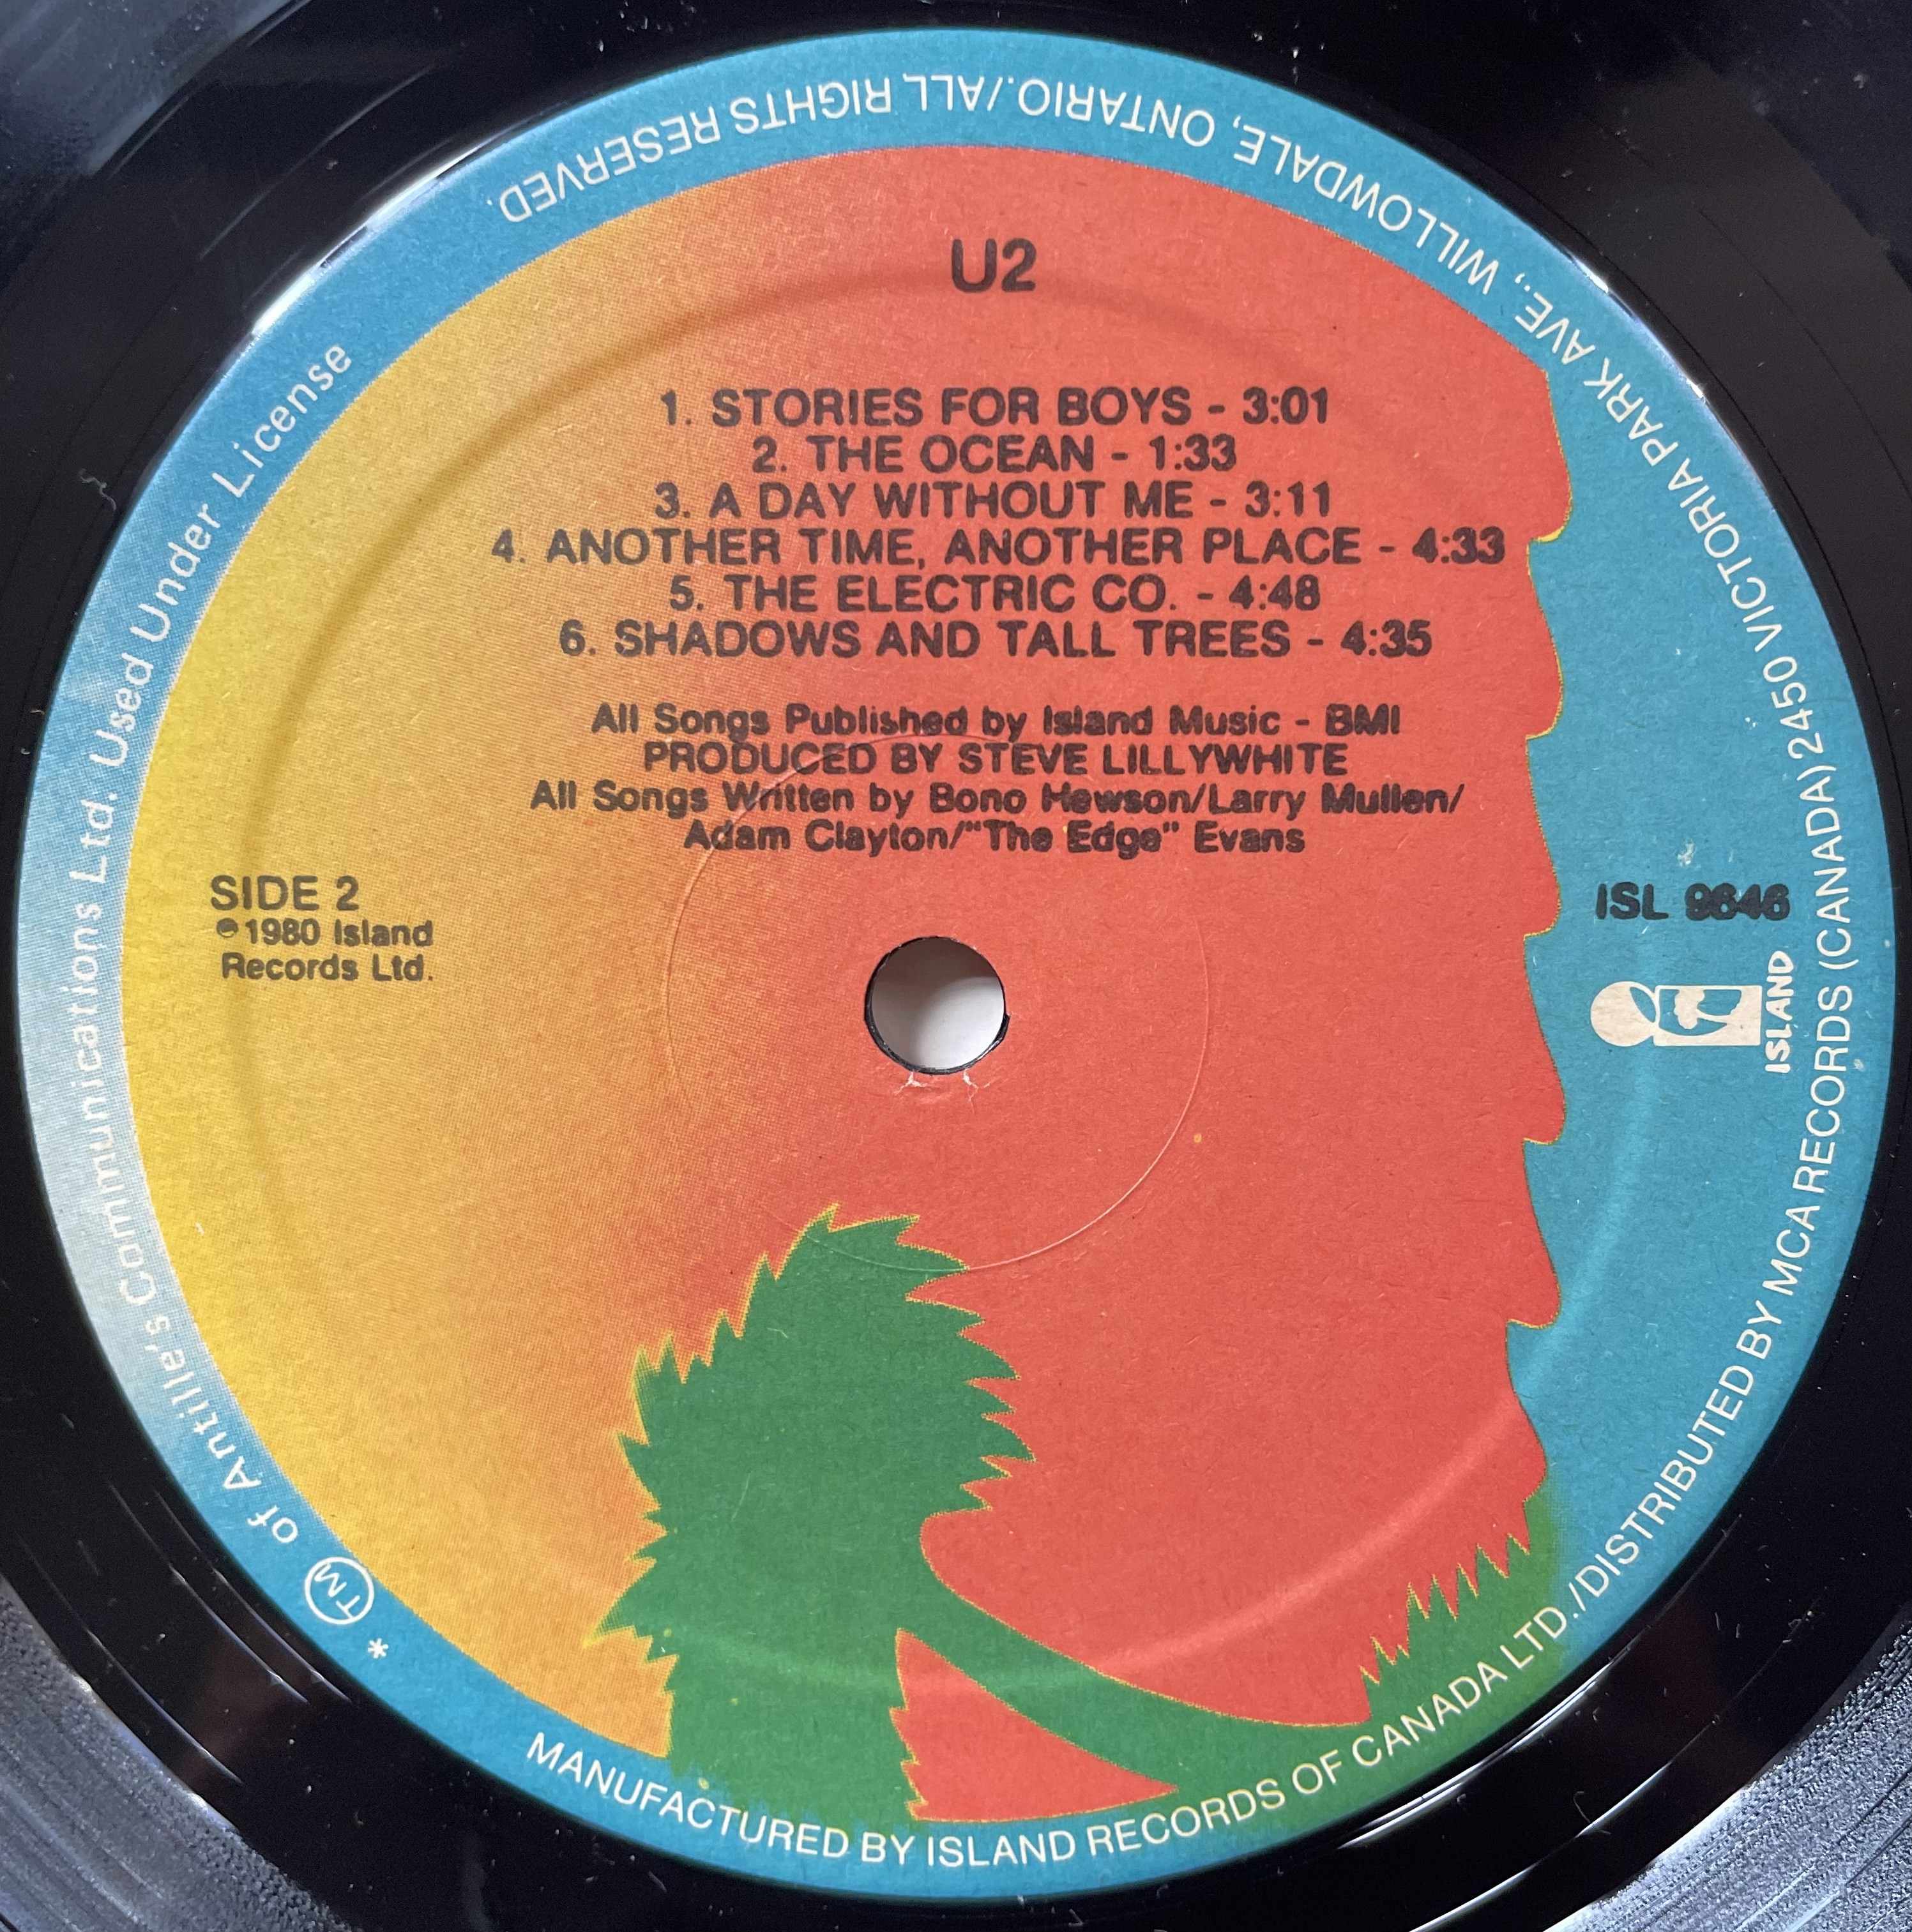 U2
1. STORIES FOR BOYS - 3:01
2. THE OCEAN - 1:33
3. A DAY WITHOUT ME - 3:11
4. ANOTHER TIME, ANOTHER PLACE - 4:33
5. THE ELECTRIC CO. - 4:48
6. SHADOWS AND TALL TREES - 4:35
All Songs Published by Island Music - BMI
PRODUCED BY STEVE LILLYWHITE
All Songs Written by Bono Hewson/Larry Mullen/
Adam Clayton/"The Edge" Evans
SIDE 2
℗1980 Island
Records Ltd.
ISL 9646
ISLAND
MANUFACTURED BY ISLAND RECORDS OF CANADA LTD./DISTRIBUTED BY MCA RECORDS (CANADA) 2450 VICTORIA PARK AVE., WILLOWDALE, ONTARIO./ALL RIGHTS RESERVED.
* TM of Antille's Communications Ltd. Used Under License